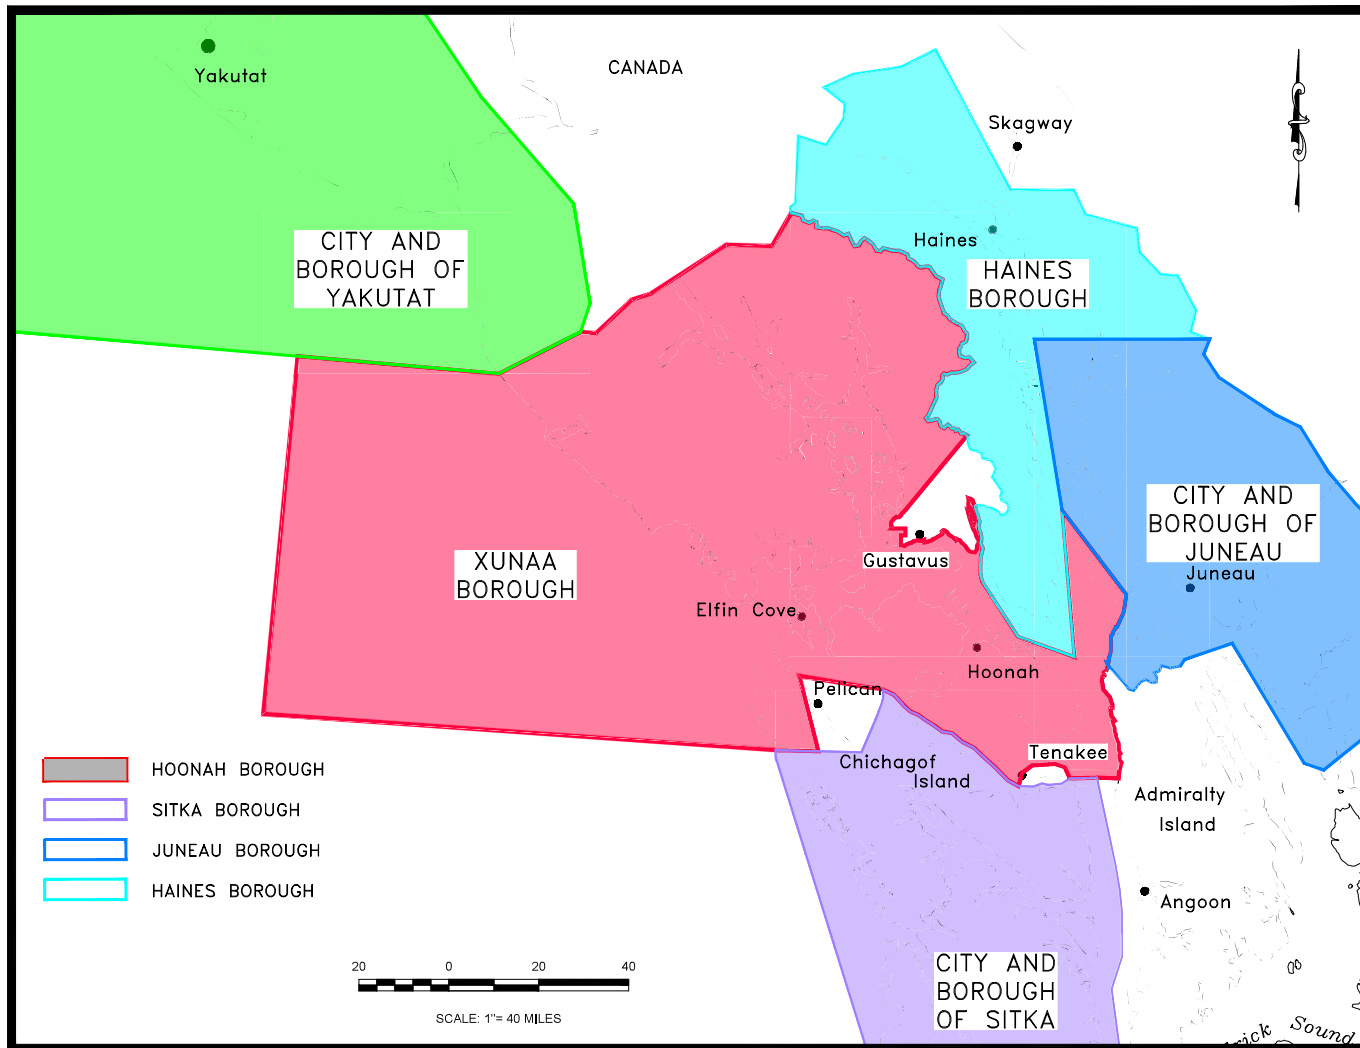 Yakutat
CANADA
Skagway
CITY AND
BOROUGH OF
YAKUTAT
Haines
HAINES
BOROUGH
CITY AND
BOROUGH OF
JUNEAU
Juneau
XUNAA
BOROUGH
Gustavus
Elfin Cove
Hoonah
Pelican
Tenakee
Chichagof
Island
Admiralty
Island
Angoon
HOONAH BOROUGH
SITKA BOROUGH
JUNEAU BOROUGH
HAINES BOROUGH
20 0 20 40
SCALE: 1"= 40 MILES
CITY AND
BOROUGH
OF SITKA
Sound